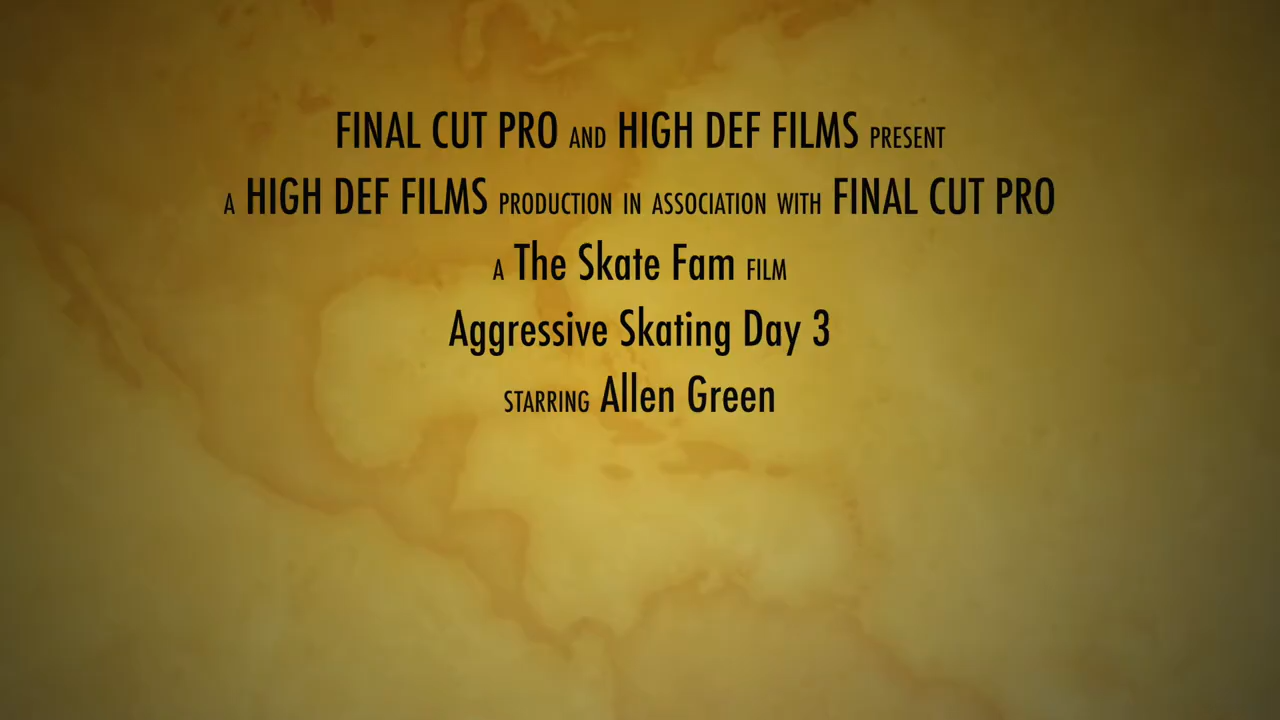 FINAL CUT PRO AND HIGH DEF FILMS PRESENT
A HIGH DEF FILMS PRODUCTION IN ASSOCIATION WITH FINAL CUT PRO
A The Skate Fam FILM
Aggressive Skating Day 3
STARRING Allen Green